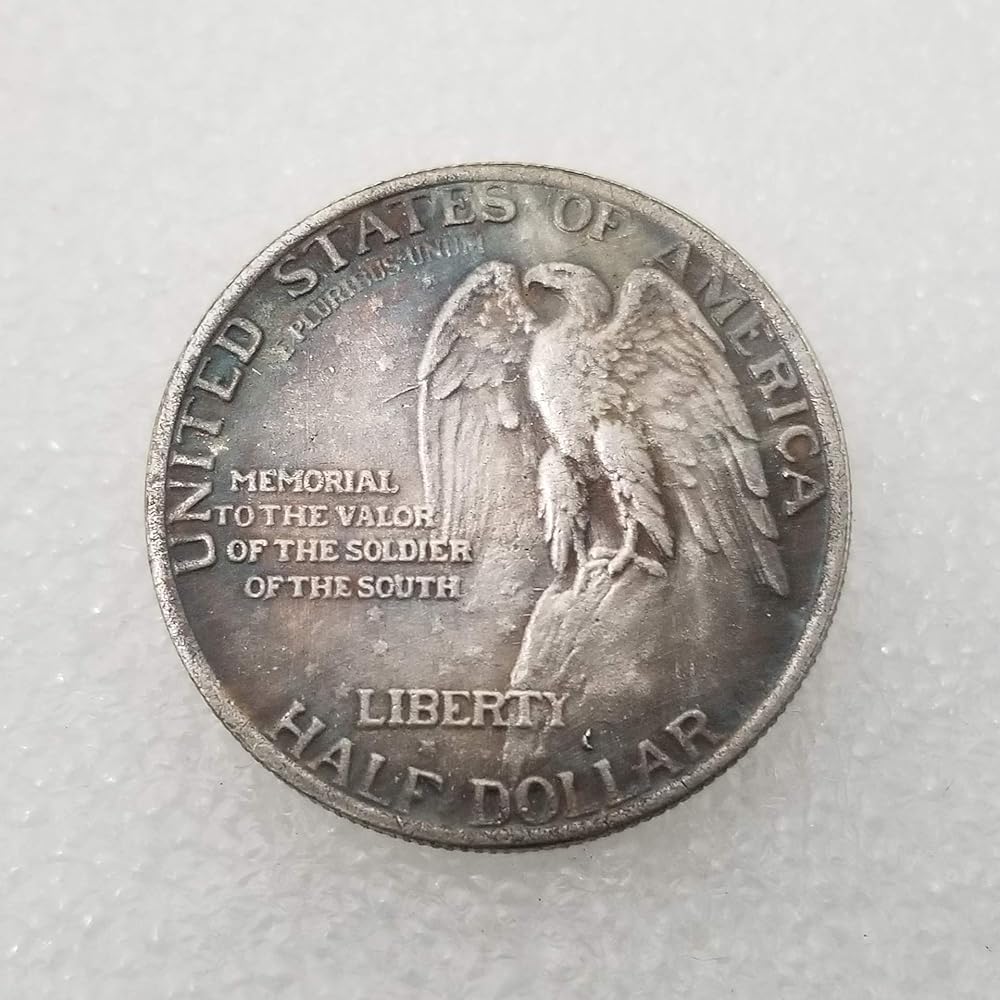 UNITED STATES OF AMERICA
E PLURIBUS UNUM
MEMORIAL
TO THE VALOR
OF THE SOLDIER
OF THE SOUTH
LIBERTY
HALF DOLLAR